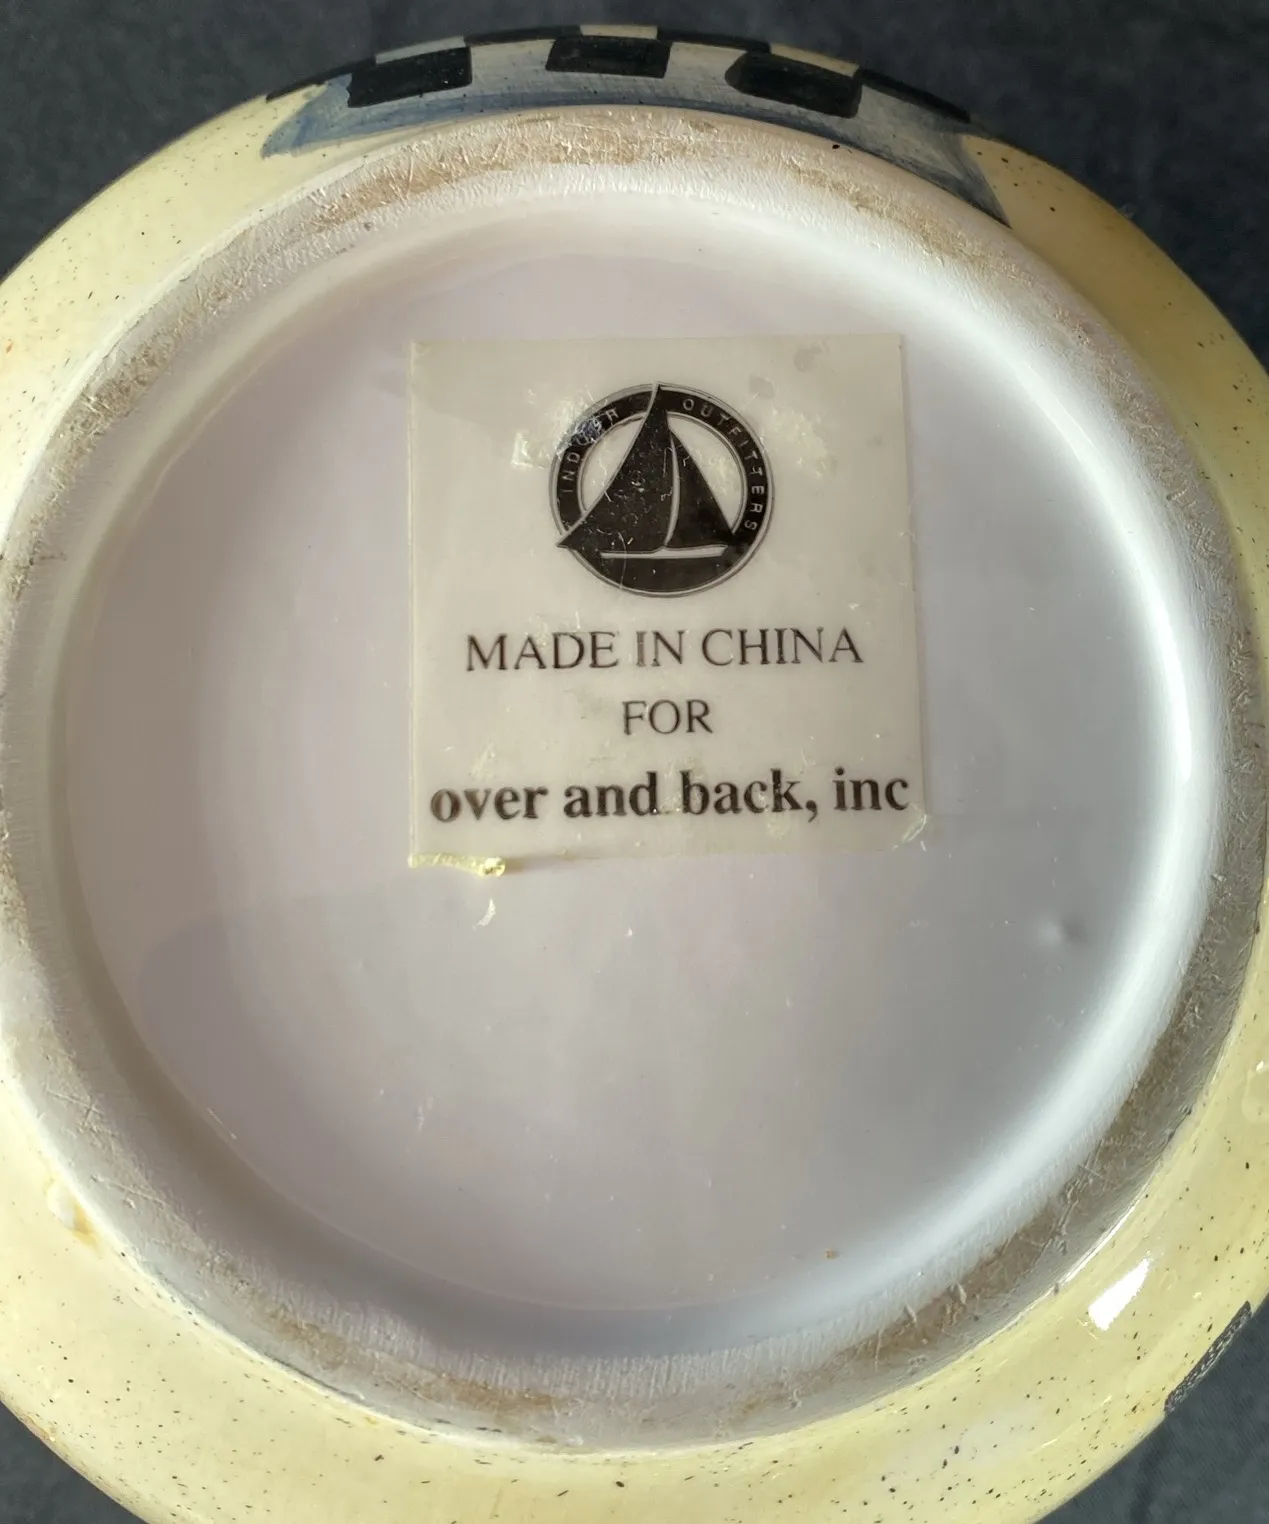 INDOOR OUTFITTERS
MADE IN CHINA
FOR
over and back, inc